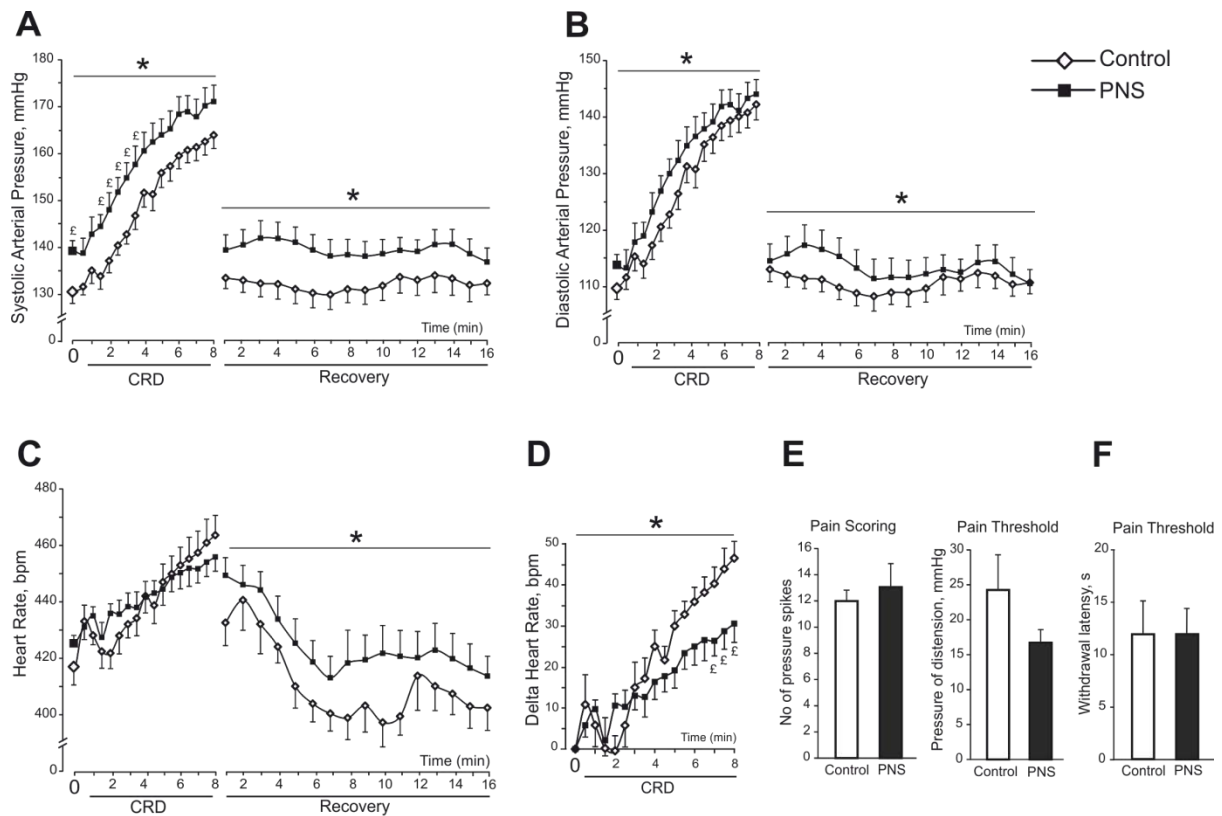 A
B
Control
PNS
Systolic Arterial Pressure, mmHg
180
170
160
150
140
130
0
*
*
£
£
£
£
£
£
Time (min)
0 2 4 6 8
2 4 6 8 10 12 14 16
CRD
Recovery
Diastolic Arterial Pressure, mmHg
150
140
130
120
110
0
*
*
Time (min)
0 2 4 6 8
2 4 6 8 10 12 14 16
CRD
Recovery
C
Heart Rate, bpm
480
460
440
420
400
0
*
Time (min)
0 2 4 6 8
2 4 6 8 10 12 14 16
CRD
Recovery
D
Delta Heart Rate, bpm
50
40
30
20
10
0
*
£
£
£
Time (min)
0 2 4 6 8
CRD
E
Pain Scoring
No of pressure spikes
16
14
12
10
8
6
4
2
0
Control PNS
Pain Threshold
Pressure of distension, mmHg
30
25
20
15
10
5
0
Control PNS
F
Pain Threshold
Withdrawal latensy, s
20
15
10
5
0
Control PNS